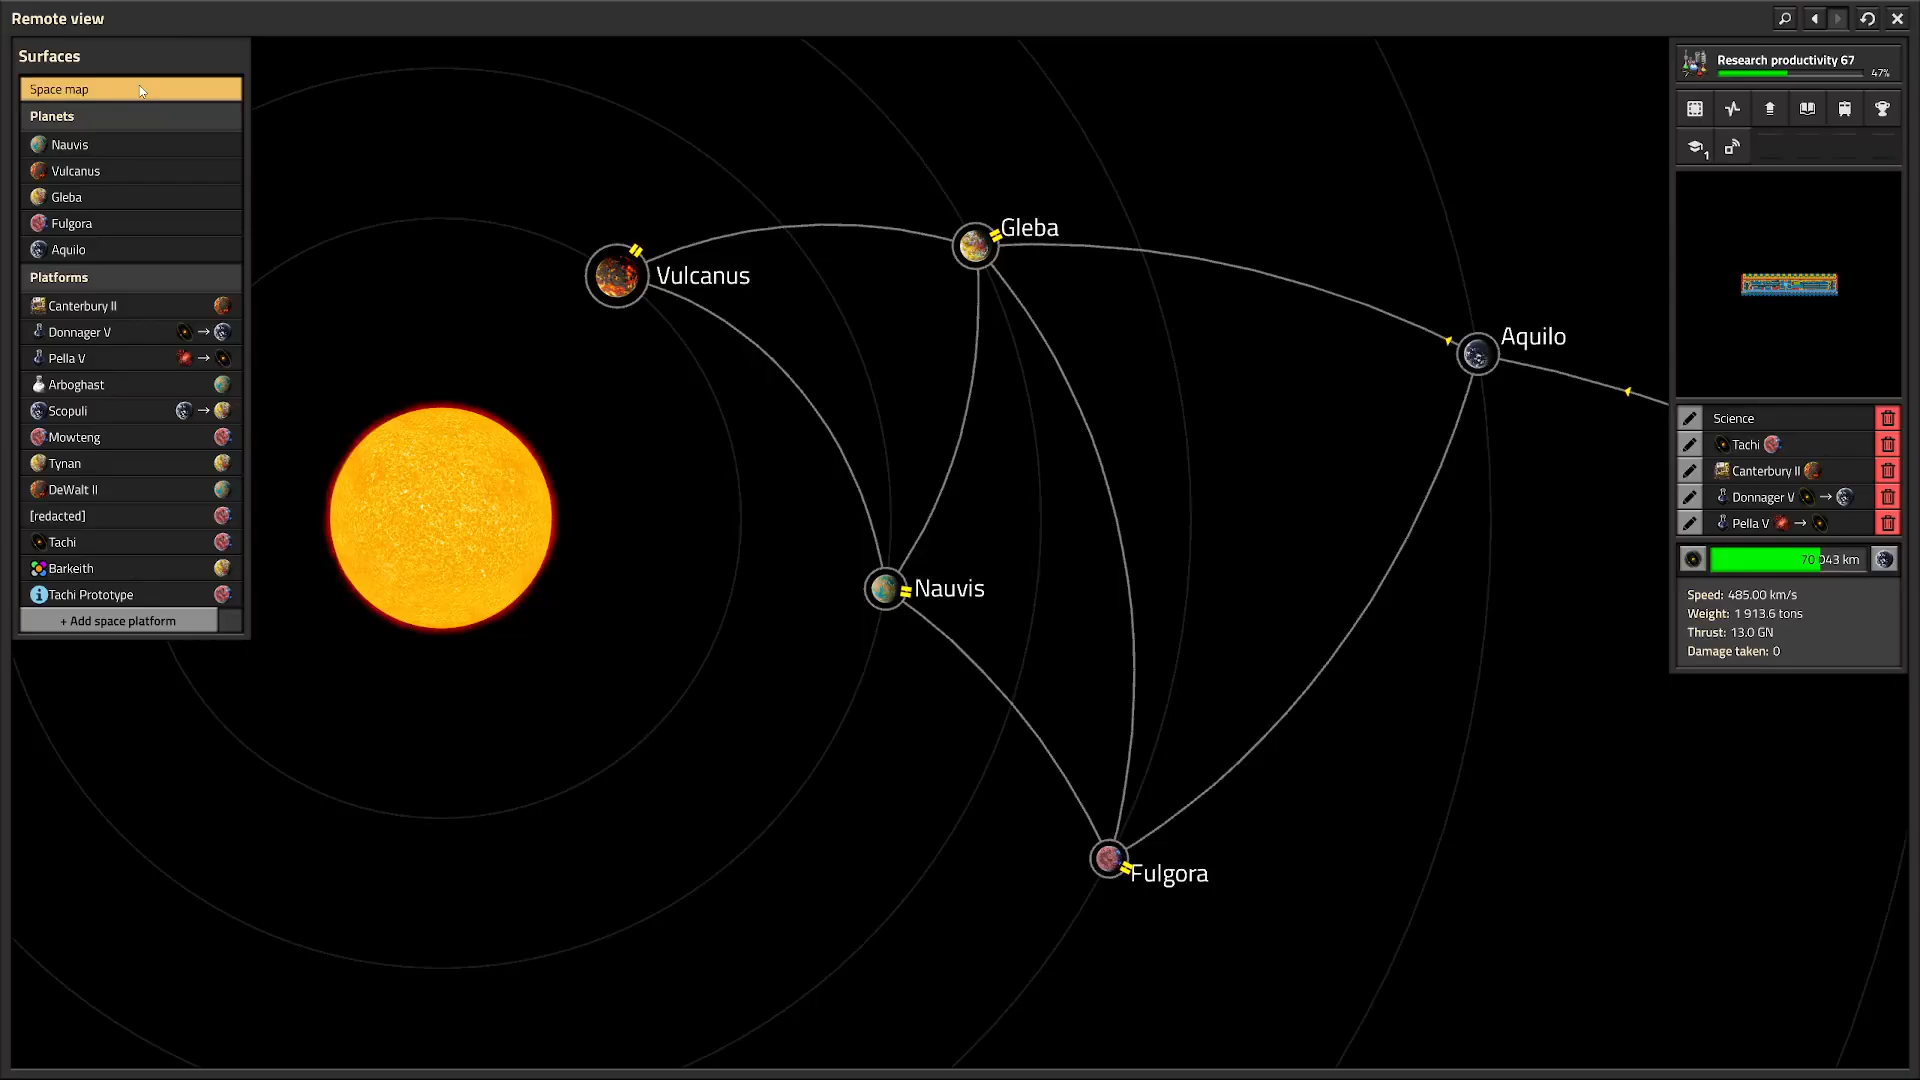 Remote view
Surfaces
Space map
Planets
Nauvis
Vulcanus
Gleba
Fulgora
Aquilo
Platforms
Canterbury II
Donnager V
Pella V
Arboghast
Scopuli
Mowteng
Tynan
DeWalt II
[redacted]
Tachi
Barkeith
Tachi Prototype
+ Add space platform
Vulcanus
Gleba
Aquilo
Nauvis
Fulgora
Research productivity 67
47%
1
Science
Tachi
Canterbury II
Donnager V
Pella V
70 043 km
Speed: 485.00 km/s
Weight: 1 913.6 tons
Thrust: 13.0 GN
Damage taken: 0